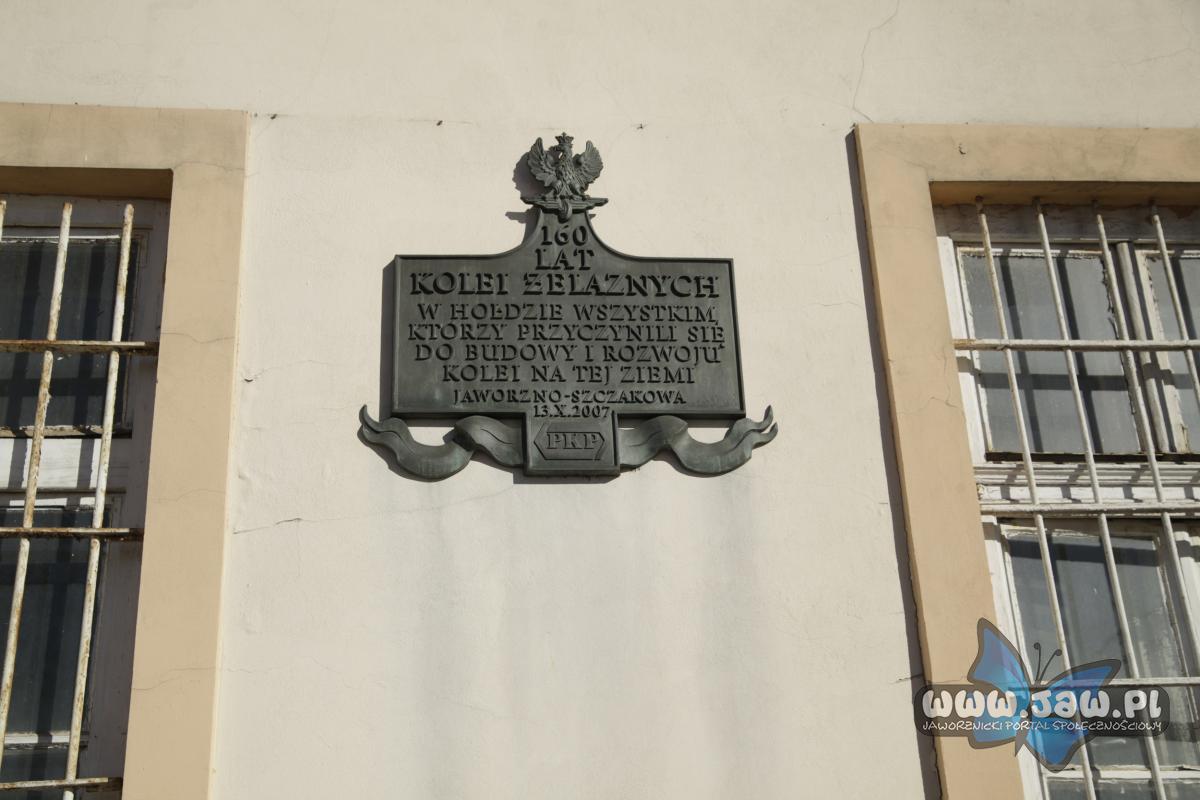 160
LAT
KOLEI ŻELAZNYCH
W HOŁDZIE WSZYSTKIM,
KTÓRZY PRZYCZYNILI SIĘ
DO BUDOWY I ROZWOJU
KOLEI NA TEJ ZIEMI
JAWORZNO-SZCZAKOWA
13.X.2007
PKP
www.jaw.pl
JAWORZNICKI PORTAL SPOŁECZNOŚCIOWY